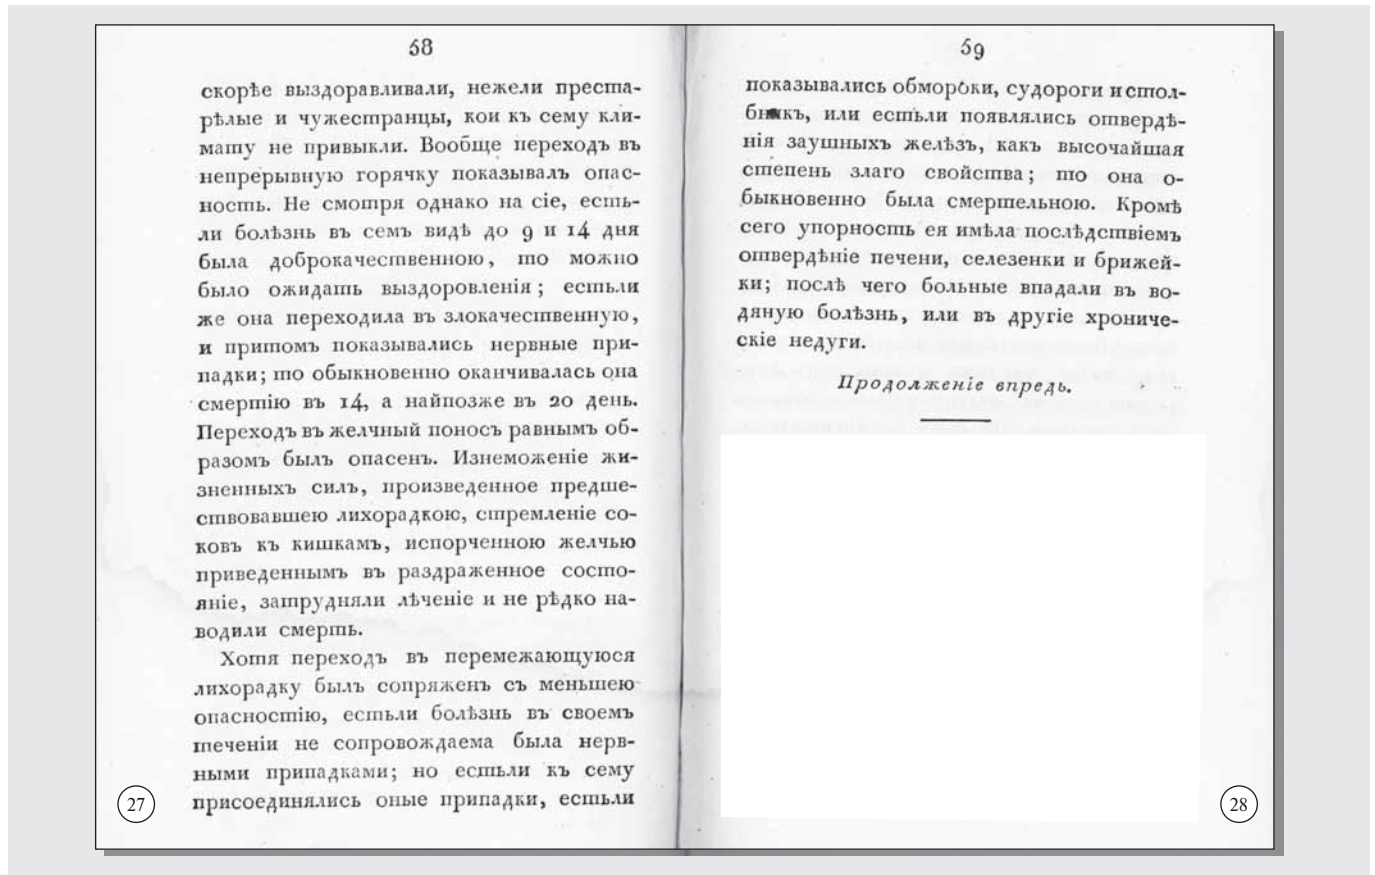 58
скорѣе выздоравливали, нежели преста-
рѣлые и чужестранцы, кои къ сему кли-
мату не привыкли. Вообще переходъ въ
непрерывную горячку показывалъ опас-
ность. Не смотря однако на сіе, есть-
ли болѣзнь въ семъ видѣ до 9 и 14 дня
была доброкачественною, то можно
было ожидать выздоровленія; естьли
же она переходила въ злокачественную,
и притомъ показывались нервные при-
падки; то обыкновенно оканчивалась она
смертію въ 14, а найпозже въ 20 день.
Переходъ въ желчный поносъ равнымъ об-
разомъ былъ опасенъ. Изнеможеніе жи-
зненныхъ силъ, произведенное предше-
ствовавшею лихорадкою, стремленіе со-
ковъ къ кишкамъ, испорченною желчью
приведеннымъ въ раздраженное состо-
яніе, затрудняли лѣченіе и не рѣдко на-
водили смерть.
Хотя переходъ въ перемежающуюся
лихорадку былъ сопряженъ съ меньшею
опасностію, естьли болѣзнь въ своемъ
теченіи не сопровождаема была нерв-
ными припадками; но естьли къ сему
присоединялись оные припадки, естьли
27
59
показывались обмороки, судороги и стол-
бнякъ, или естьли появлялись отвердѣ-
нія заушныхъ желѣзъ, какъ высочайшая
степень злаго свойства; то она о-
быкновенно была смертельною. Кромѣ
сего упорность ея имѣла послѣдствіемъ
отвердѣніе печени, селезенки и брижей-
ки; послѣ чего больные впадали въ во-
дяную болѣзнь, или въ другіе хрониче-
скіе недуги.
Продолженіе впредь.
28